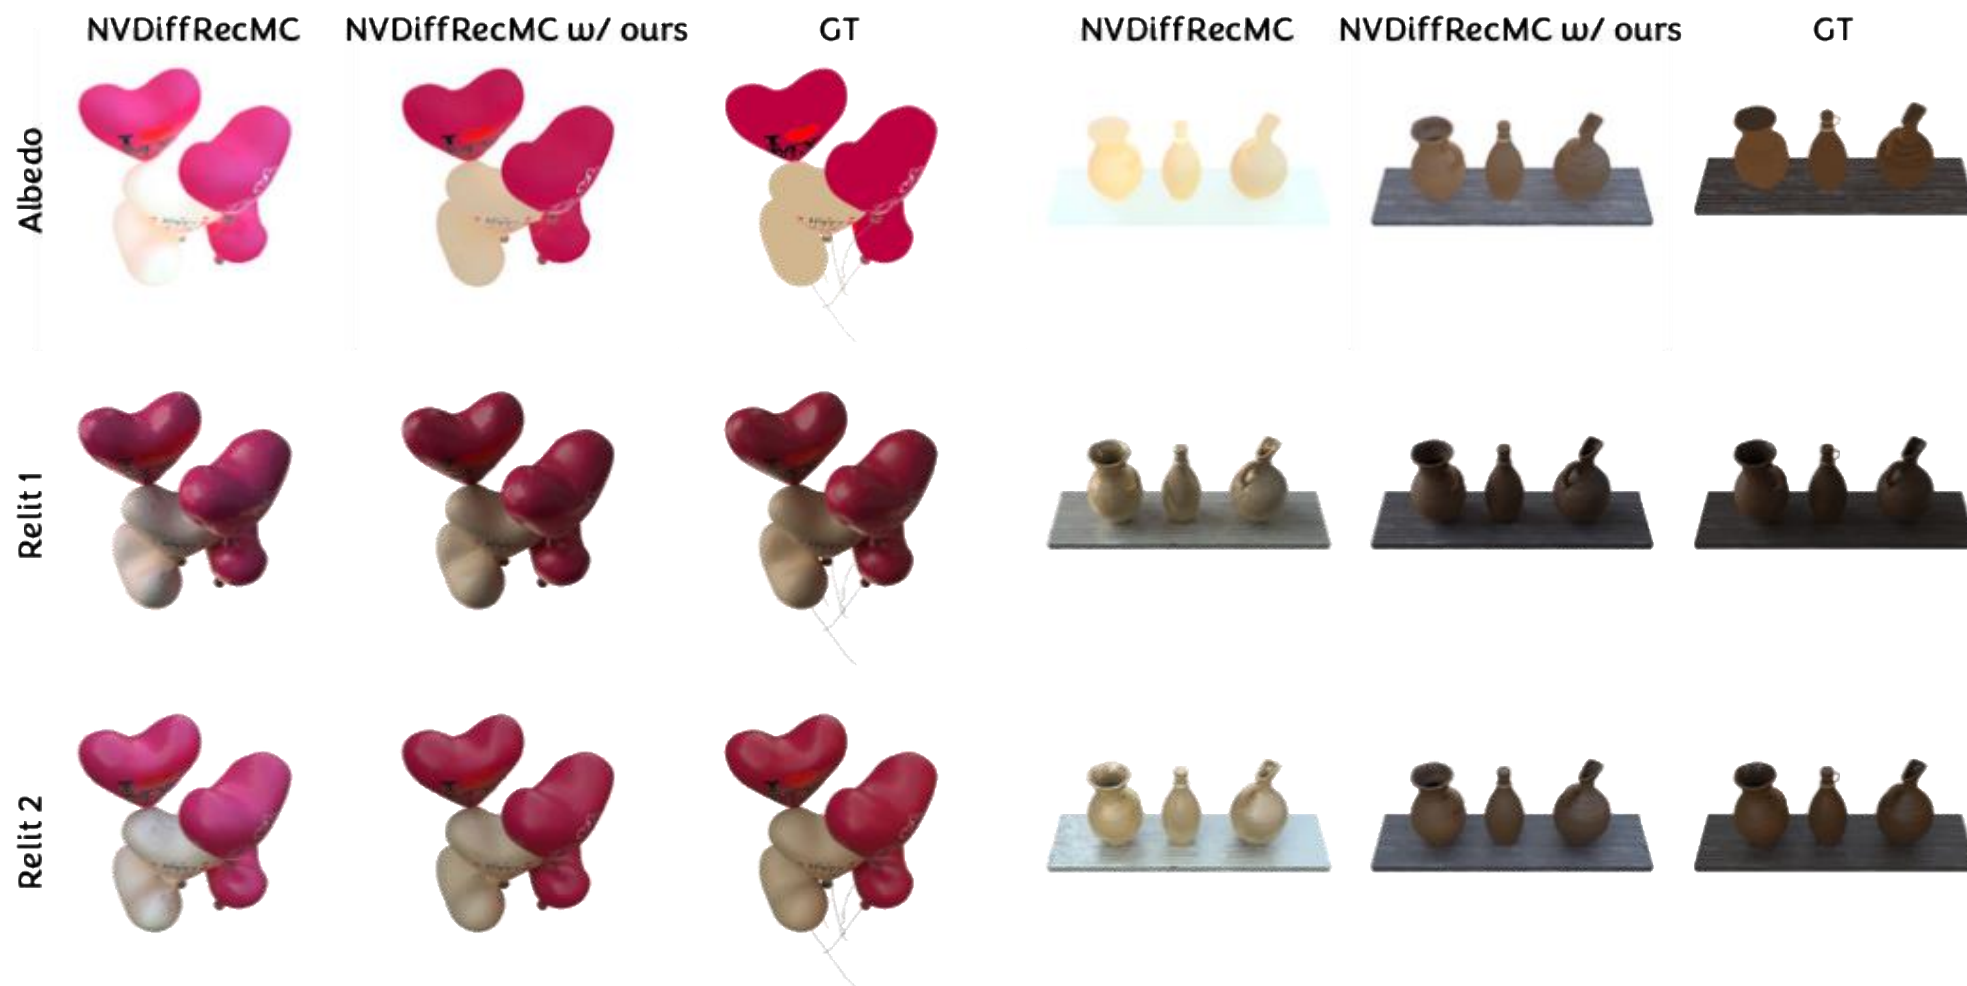 NVDiffRecMC NVDiffRecMC w/ ours GT NVDiffRecMC NVDiffRecMC w/ ours GT
Albedo
Relit 1
Relit 2